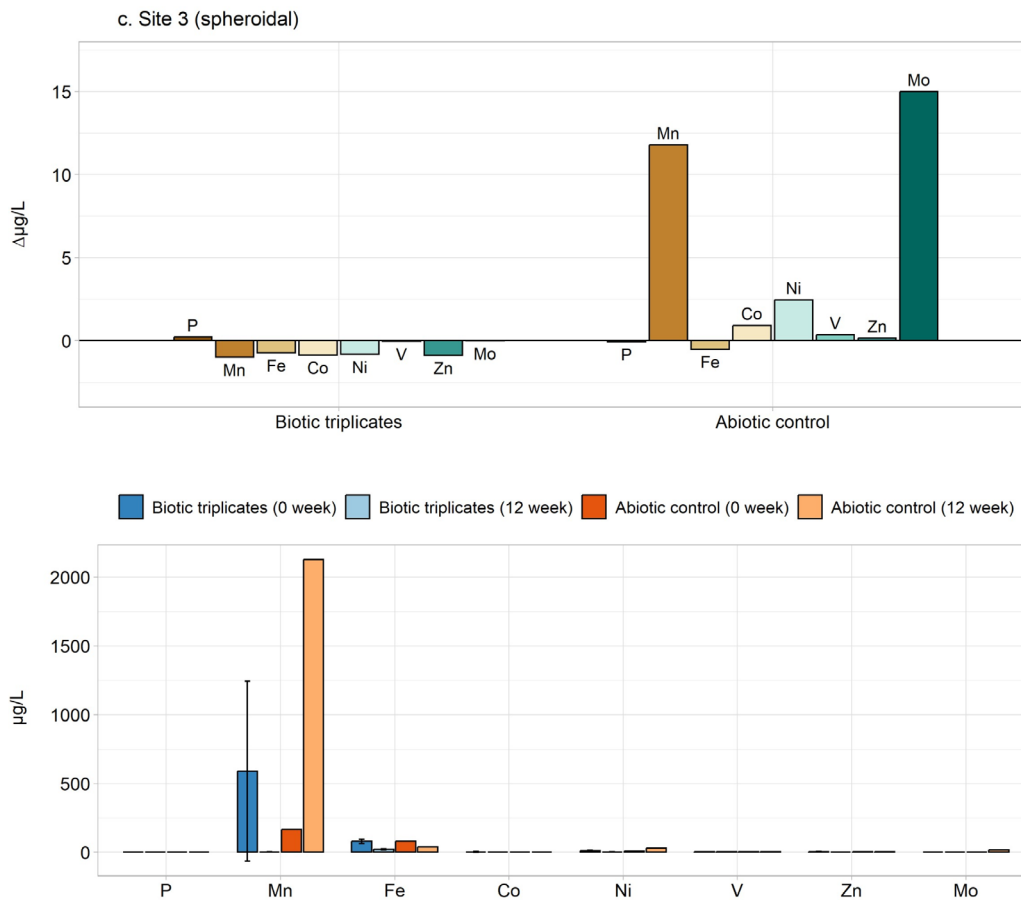 c. Site 3 (spheroidal)
Δµg/L
15
10
5
0
P
Mn
Fe
Co
Ni
V
Zn
Mo
P
Mn
Fe
Co
Ni
V
Zn
Mo
Biotic triplicates
Abiotic control
Biotic triplicates (0 week) Biotic triplicates (12 week) Abiotic control (0 week) Abiotic control (12 week)
µg/L
2000
1500
1000
500
0
P Mn Fe Co Ni V Zn Mo